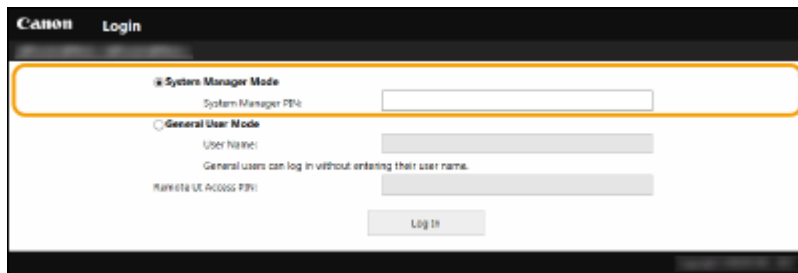 Canon Login
System Manager Mode
System Manager PIN:
General User Mode
User Name:
General users can log in without entering their user name.
Remote UI Access PIN:
Log In